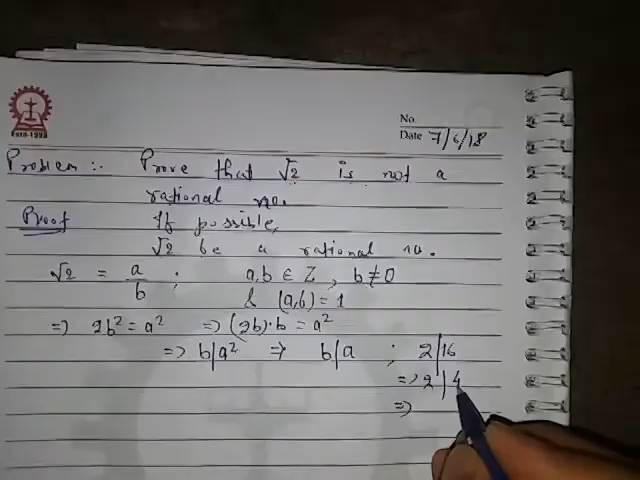 No.
Date 7/6/18
Problem :- Prove that √2 is not a
rational no.
Proof If possible,
√2 be a rational no.
√2 = a/b ; a,b ∈ Z, b≠0
& (a,b) = 1
=> 2b² = a² => (2b)·b = a²
=> b|a² => b|a ; 2|16
=> 2|4
=>